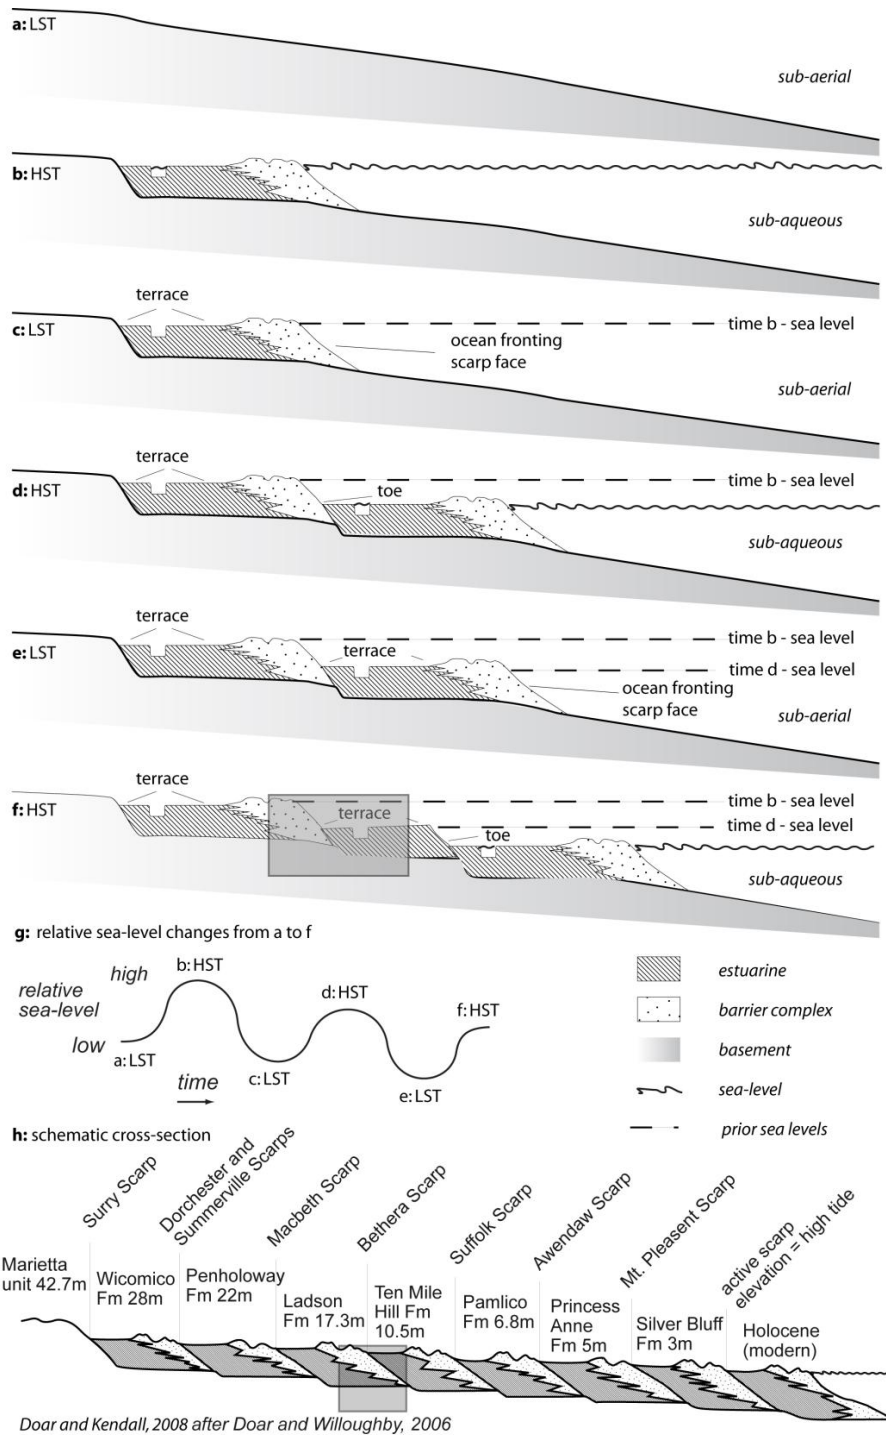 a: LST
sub-aerial
b: HST
sub-aqueous
terrace
c: LST
time b - sea level
ocean fronting
scarp face
sub-aerial
terrace
d: HST
time b - sea level
toe
sub-aqueous
terrace
e: LST
time b - sea level
terrace
time d - sea level
ocean fronting
scarp face
sub-aerial
terrace
f: HST
time b - sea level
terrace
time d - sea level
toe
sub-aqueous
g: relative sea-level changes from a to f
relative
sea-level
high
low
b: HST
d: HST
f: HST
a: LST
c: LST
e: LST
time
estuarine
barrier complex
basement
sea-level
prior sea levels
h: schematic cross-section
Surry Scarp
Dorchester and
Summerville Scarps
Macbeth Scarp
Bethera Scarp
Suffolk Scarp
Awendaw Scarp
Mt. Pleasant Scarp
active scarp
elevation = high tide
Marietta
unit 42.7m
Wicomico
Fm 28m
Penholoway
Fm 22m
Ladson
Fm 17.3m
Ten Mile
Hill Fm
10.5m
Pamlico
Fm 6.8m
Princess
Anne
Fm 5m
Silver Bluff
Fm 3m
Holocene
(modern)
Doar and Kendall, 2008 after Doar and Willoughby, 2006